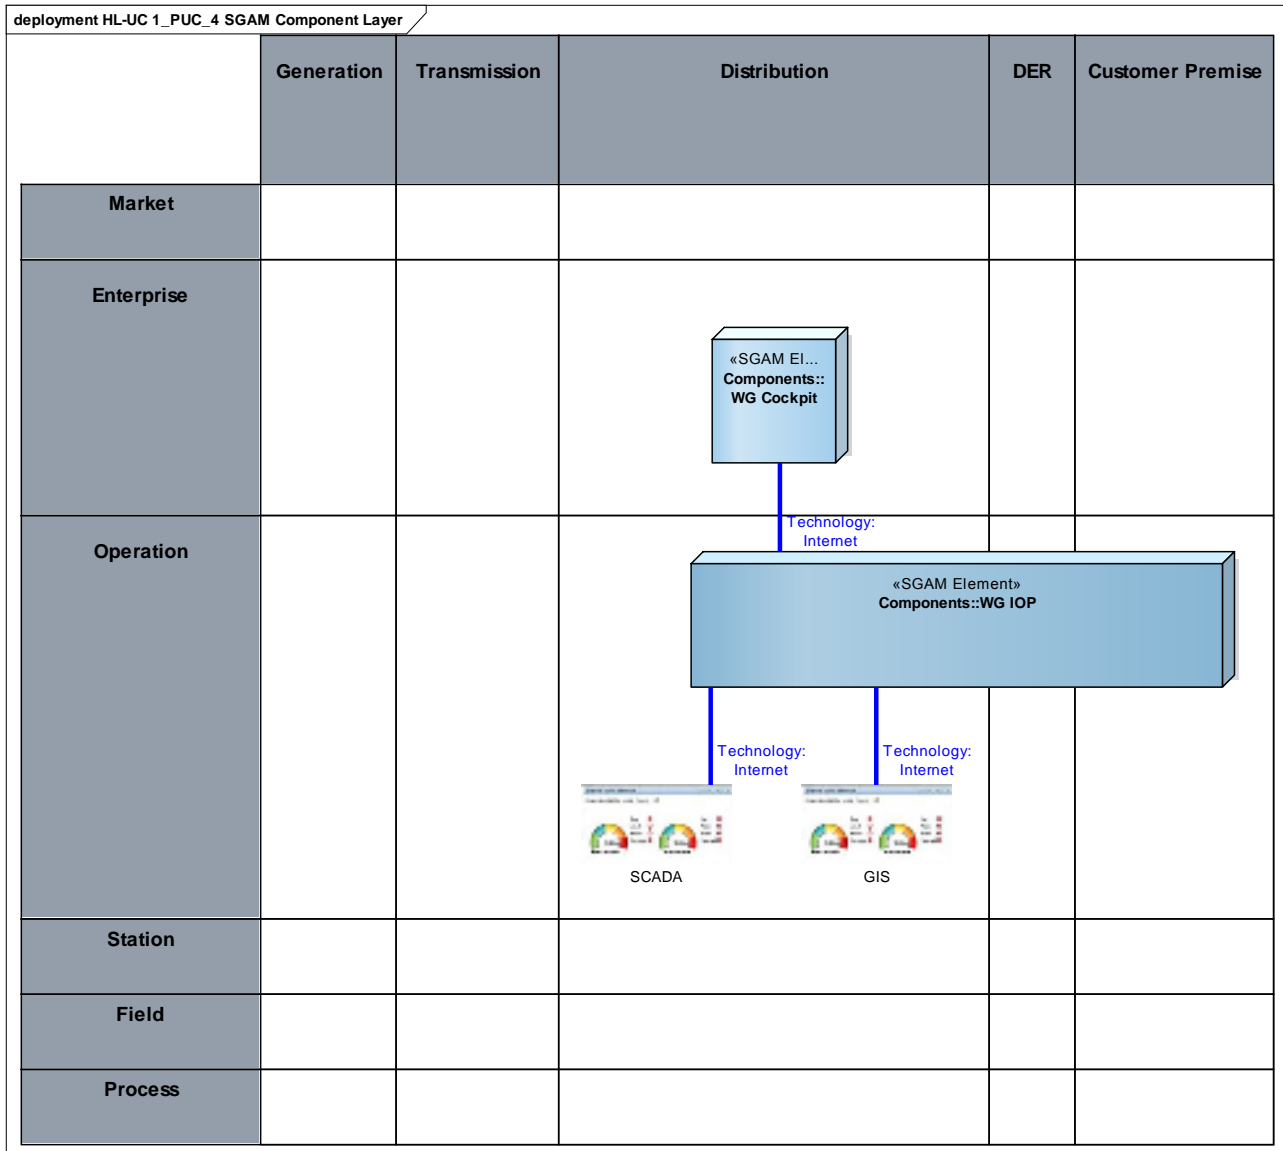 deployment HL-UC 1_PUC_4 SGAM Component Layer
Generation
Transmission
Distribution
DER
Customer Premise
Market
Enterprise
«SGAM El...
Components::
WG Cockpit
Technology:
Internet
Operation
«SGAM Element»
Components::WG IOP
Technology:
Internet
Technology:
Internet
SCADA
GIS
Station
Field
Process